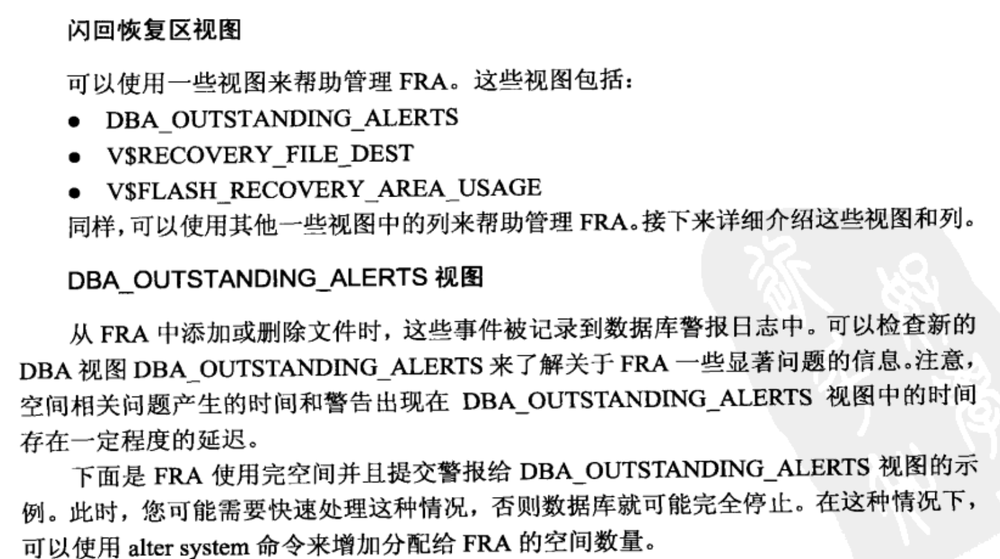 闪回恢复区视图
可以使用一些视图来帮助管理 FRA。这些视图包括：
● DBA_OUTSTANDING_ALERTS
● V$RECOVERY_FILE_DEST
● V$FLASH_RECOVERY_AREA_USAGE
同样，可以使用其他一些视图中的列来帮助管理 FRA。接下来详细介绍这些视图和列。
DBA_OUTSTANDING_ALERTS 视图
从 FRA 中添加或删除文件时，这些事件被记录到数据库警报日志中。可以检查新的
DBA 视图 DBA_OUTSTANDING_ALERTS 来了解关于 FRA 一些显著问题的信息。注意，
空间相关问题产生的时间和警告出现在 DBA_OUTSTANDING_ALERTS 视图中的时间
存在一定程度的延迟。
下面是 FRA 使用完空间并且提交警报给 DBA_OUTSTANDING_ALERTS 视图的示
例。此时，您可能需要快速处理这种情况，否则数据库就可能完全停止。在这种情况下，
可以使用 alter system 命令来增加分配给 FRA 的空间数量。